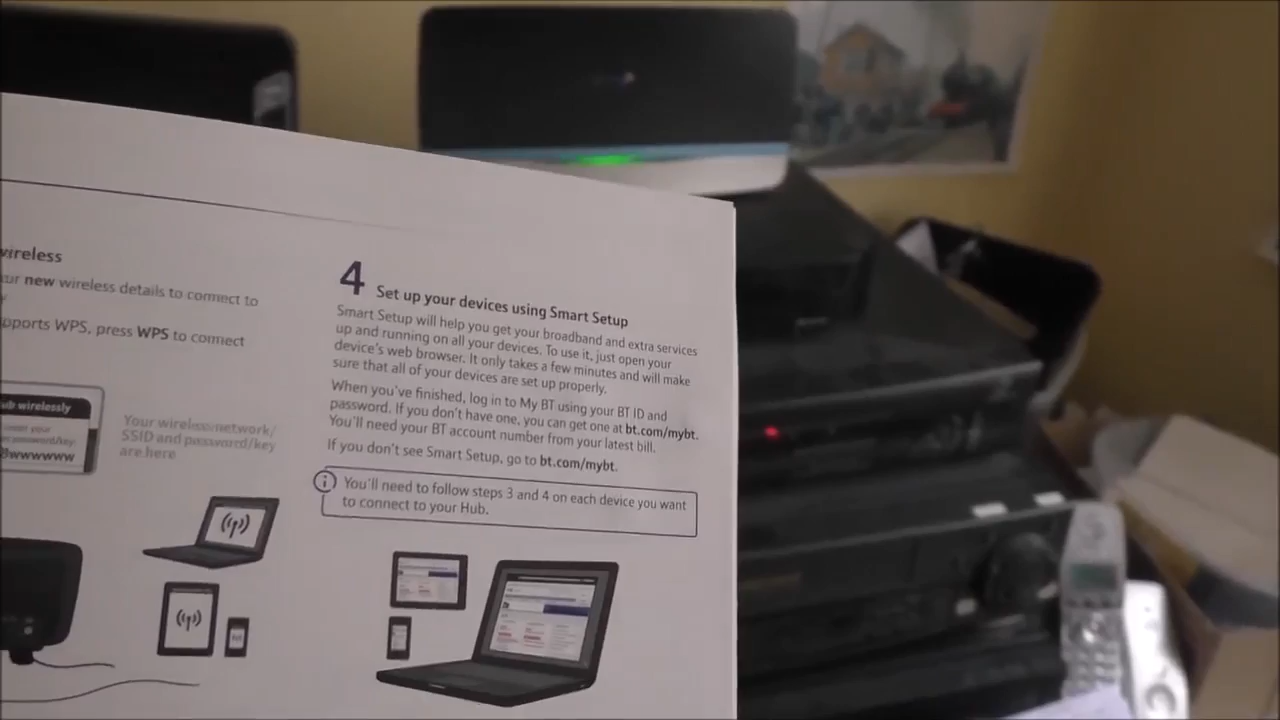 wireless
new wireless details to connect to
WPS, press WPS to connect
wirelessly
Your wireless network/
SSID and password/key
are here
4 Set up your devices using Smart Setup
Smart Setup will help you get your broadband and extra services
up and running on all your devices. To use it, just open your
device's web browser. It only takes a few minutes and will make
sure that all of your devices are set up properly.
When you've finished, log in to My BT using your BT ID and
password. If you don't have one, you can get one at bt.com/mybt.
You'll need your BT account number from your latest bill.
If you don't see Smart Setup, go to bt.com/mybt.
You'll need to follow steps 3 and 4 on each device you want
to connect to your Hub.